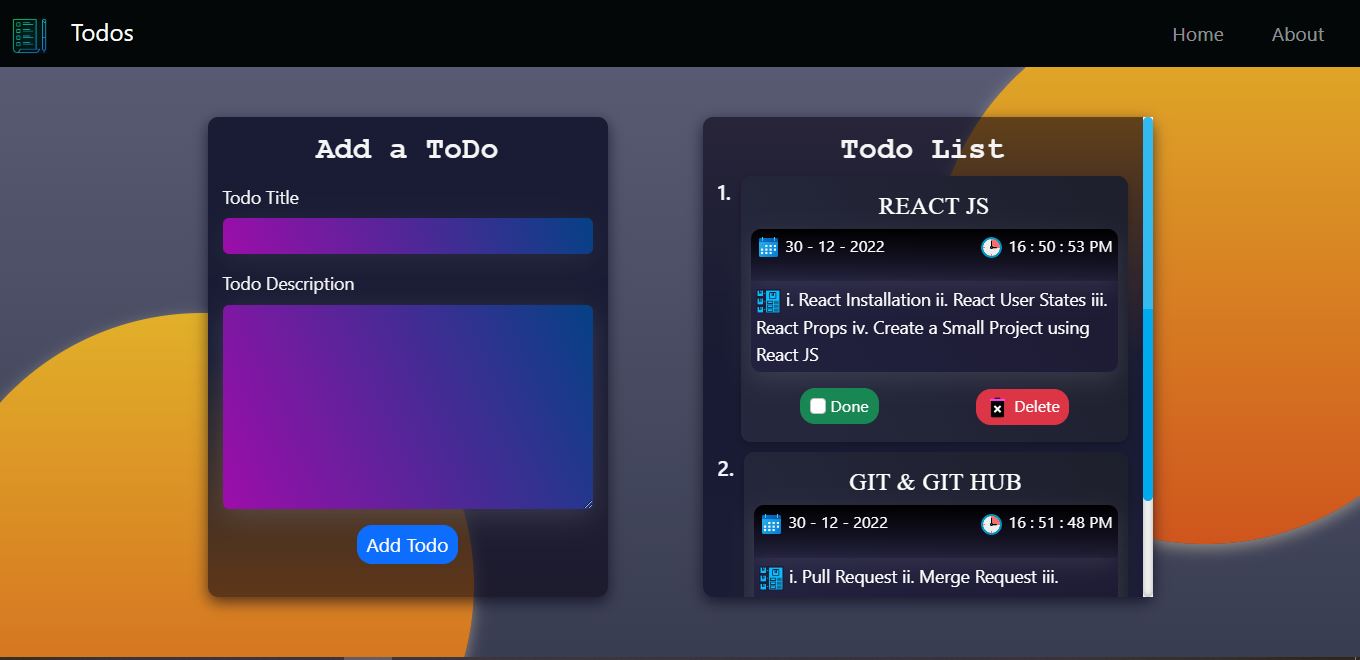 Todos
Home
About
Add a ToDo
Todo Title
Todo Description
Add Todo
Todo List
1.
REACT JS
30 - 12 - 2022
16 : 50 : 53 PM
i. React Installation ii. React User States iii.
React Props iv. Create a Small Project using
React JS
Done
Delete
2.
GIT & GIT HUB
30 - 12 - 2022
16 : 51 : 48 PM
i. Pull Request ii. Merge Request iii.